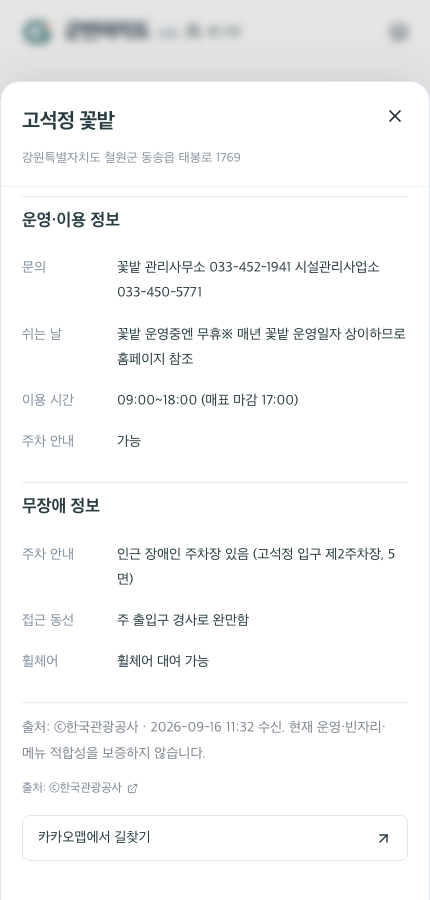 고석정 꽃밭
강원특별자치도 철원군 동송읍 태봉로 1769
운영·이용 정보
문의
꽃밭 관리사무소 033-452-1941 시설관리사업소
033-450-5771
쉬는 날
꽃밭 운영중엔 무휴※ 매년 꽃밭 운영일자 상이하므로
홈페이지 참조
이용 시간
09:00~18:00 (매표 마감 17:00)
주차 안내
가능
무장애 정보
주차 안내
인근 장애인 주차장 있음 (고석정 입구 제2주차장, 5
면)
접근 동선
주 출입구 경사로 완만함
휠체어
휠체어 대여 가능
출처: ⓒ한국관광공사 · 2026-09-16 11:32 수신. 현재 운영·빈자리·
메뉴 적합성을 보증하지 않습니다.
출처: ⓒ한국관광공사
카카오맵에서 길찾기